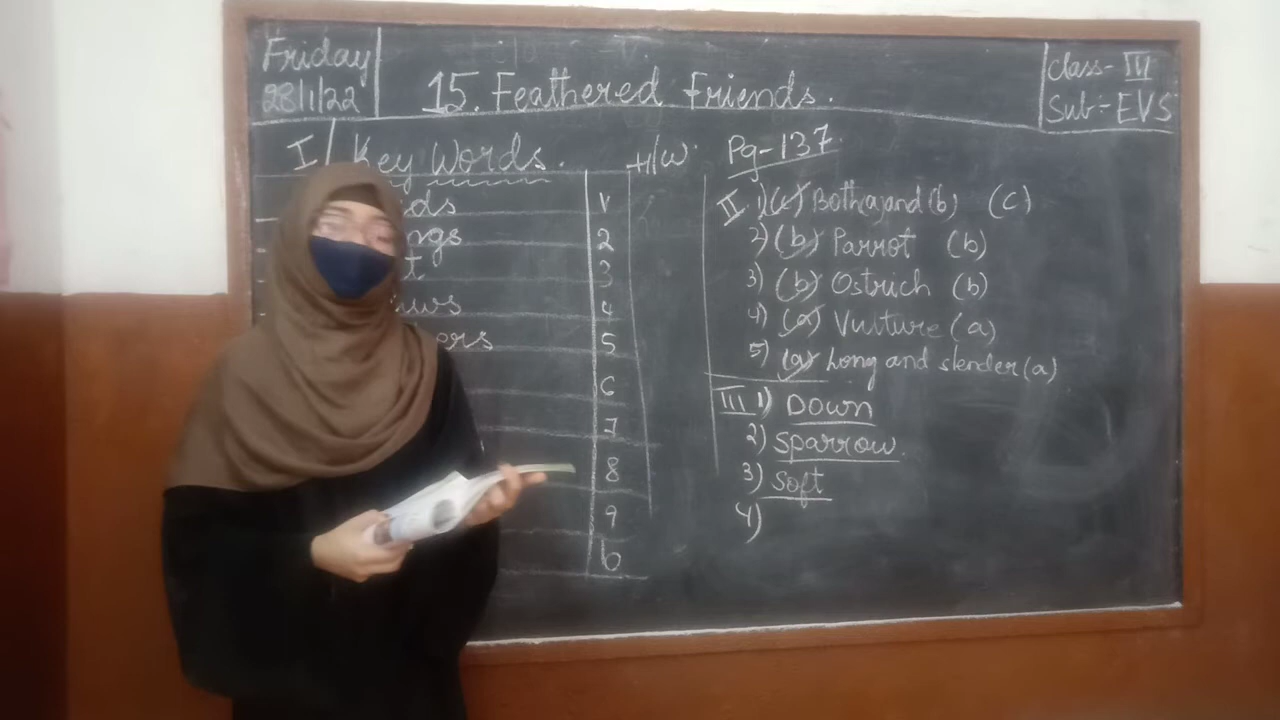 Friday
28/1/22
15. Feathered Friends.
Class- III
Sub:- EVS
I Key Words.
H/W.
1
2
3
4
5
6
7
8
9
10
Pg-137.
II 1) (c) Both (a) and (b) (c)
2) (b) Parrot (b)
3) (b) Ostrich (b)
4) (a) Vulture (a)
5) (a) Long and slender (a)
III 1) Down
2) Sparrow.
3) Soft
4)